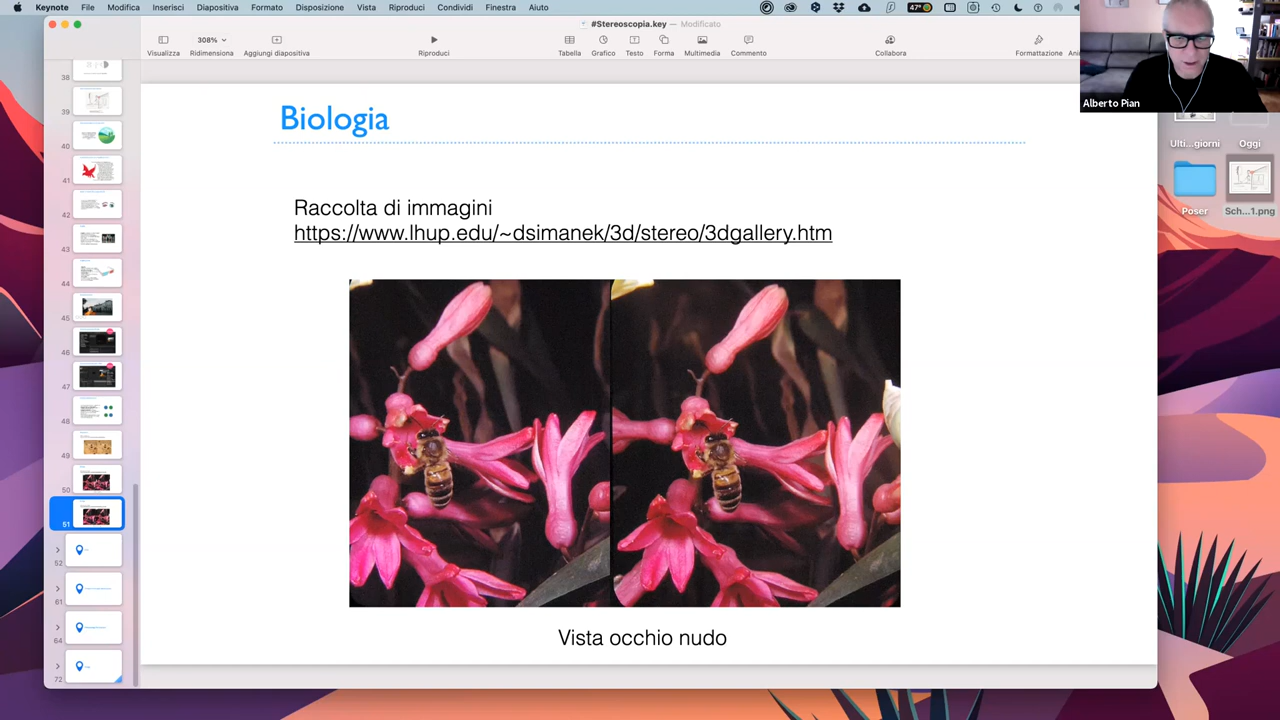 Keynote File Modifica Inserisci Diapositiva Formato Disposizione Vista Riproduci Condividi Finestra Aiuto
47°
#Stereoscopia.key — Modificato
308%
Visualizza Ridimensiona Aggiungi diapositiva Riproduci Tabella Grafico Testo Forma Multimedia Commento Collabora Formattazione
Alberto Pian
Biologia
Raccolta di immagini
https://www.lhup.edu/~dsimanek/3d/stereo/3dgallery.htm
Vista occhio nudo
38
39
40
41
42
43
44
45
46
47
48
49
50
51
52
61
64
72
Ulti...giorni Oggi
Poser Sch...1.png